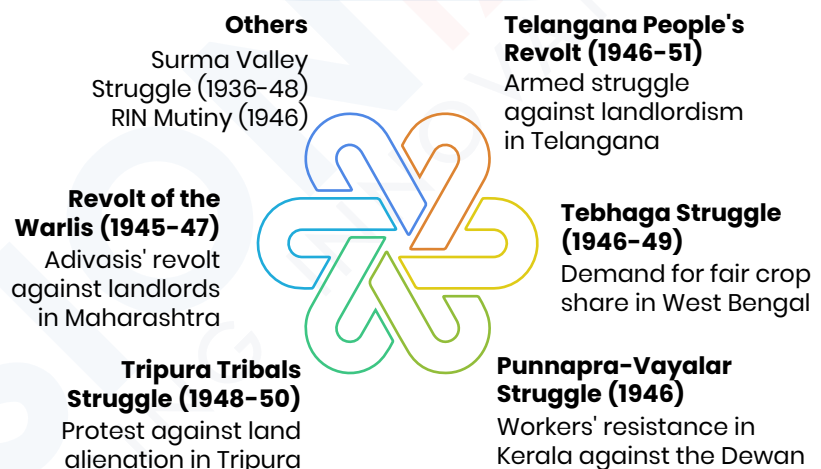 Others
Surma Valley
Struggle (1936-48)
RIN Mutiny (1946)
Telangana People's
Revolt (1946-51)
Armed struggle
against landlordism
in Telangana
Revolt of the
Warlis (1945-47)
Adivasis' revolt
against landlords
in Maharashtra
Tebhaga Struggle
(1946-49)
Demand for fair crop
share in West Bengal
Tripura Tribals
Struggle (1948-50)
Protest against land
alienation in Tripura
Punnapra-Vayalar
Struggle (1946)
Workers' resistance in
Kerala against the Dewan